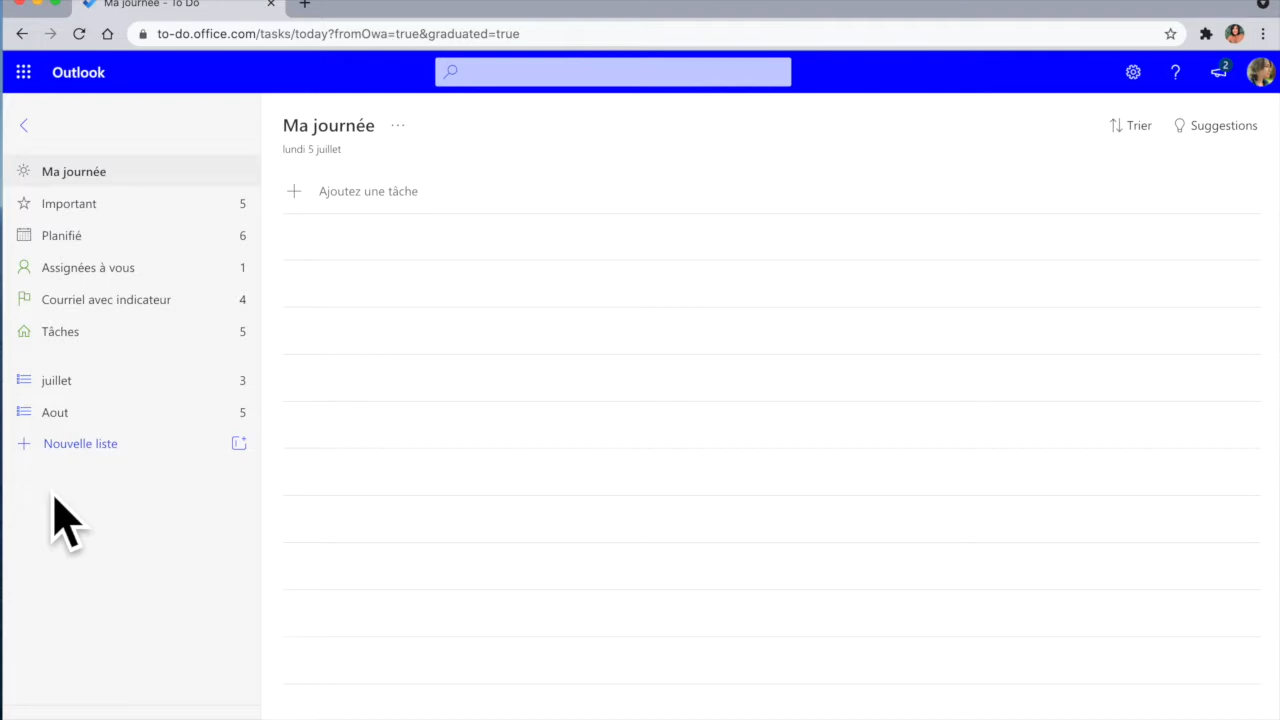 Ma journée - To Do
to-do.office.com/tasks/today?fromOwa=true&graduated=true
Outlook
2
Ma journée
lundi 5 juillet
Trier
Suggestions
Ajoutez une tâche
Ma journée
Important 5
Planifié 6
Assignées à vous 1
Courriel avec indicateur 4
Tâches 5
juillet 3
Aout 5
Nouvelle liste